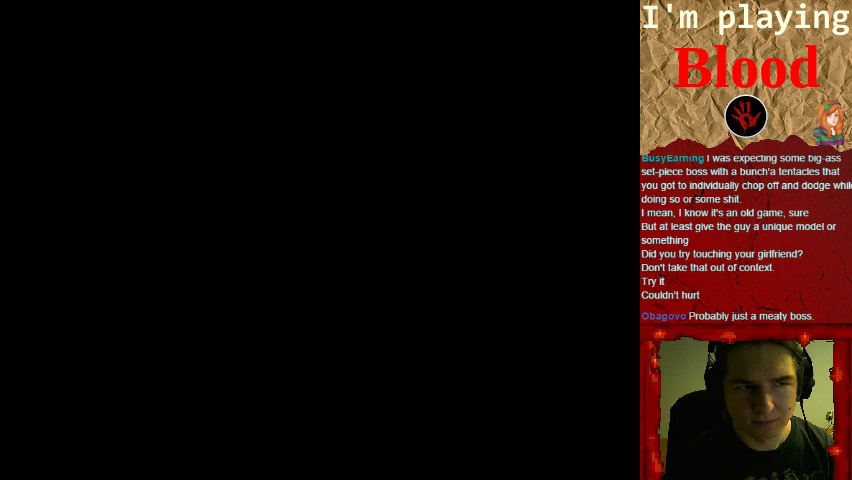 I'm playing
Blood
BusyEarning I was expecting some big-ass
set-piece boss with a bunch'a tentacles that
you got to individually chop off and dodge while
doing so or some shit.
I mean, I know it's an old game, sure
But at least give the guy a unique model or
something
Did you try touching your girlfriend?
Don't take that out of context.
Try it
Couldn't hurt
Obagovo Probably just a meaty boss.